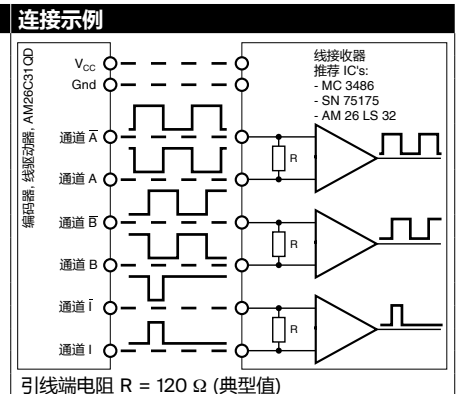 连接示例
编码器, 线驱动器, AM26C31QD
V_CC
Gnd
通道 A̅
通道 A
通道 B̅
通道 B
通道 I̅
通道 I
线接收器
推荐 IC's:
- MC 3486
- SN 75175
- AM 26 LS 32
R
R
R
引线端电阻 R = 120 Ω (典型值)